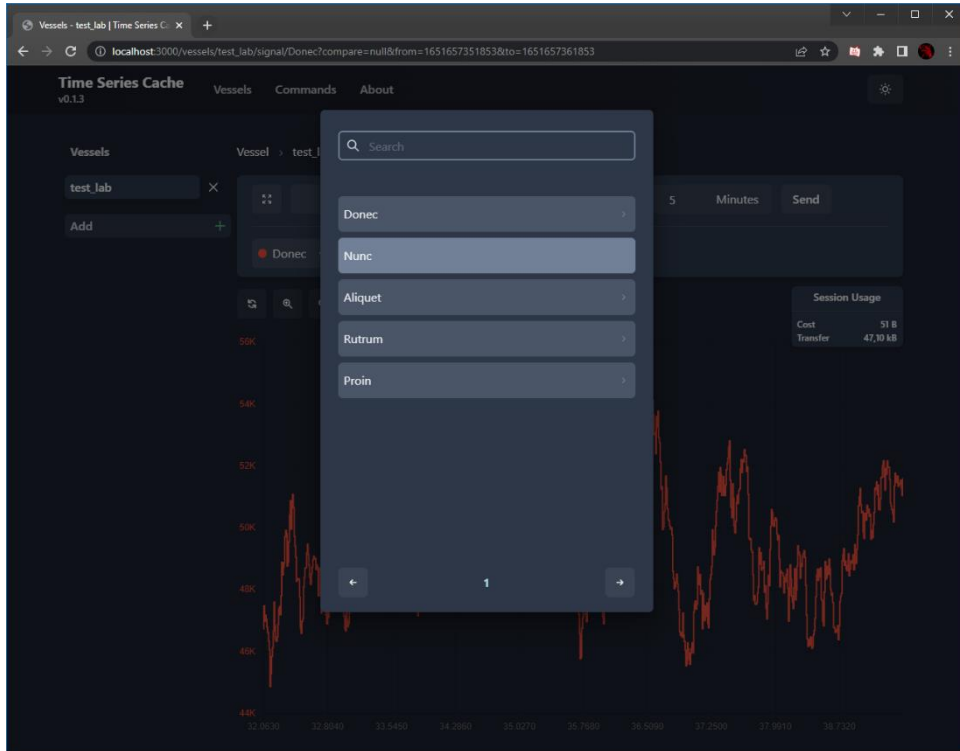 Vessels - test_lab | Time Series C
localhost:3000/vessels/test_lab/signal/Donec?compare=null&from=1651657351853&to=1651657361853
Time Series Cache
v0.1.3
Vessels
Commands
About
Vessels
test_lab
Add
Vessel > test_l
5
Minutes
Send
Donec
Search
Donec
Nunc
Aliquet
Rutrum
Proin
1
Session Usage
Cost 51 B
Transfer 47,10 kB
56K
54K
52K
50K
48K
46K
44K
32.0630 32.8040 33.5450 34.2860 35.0270 35.7680 36.5090 37.2500 37.9910 38.7320